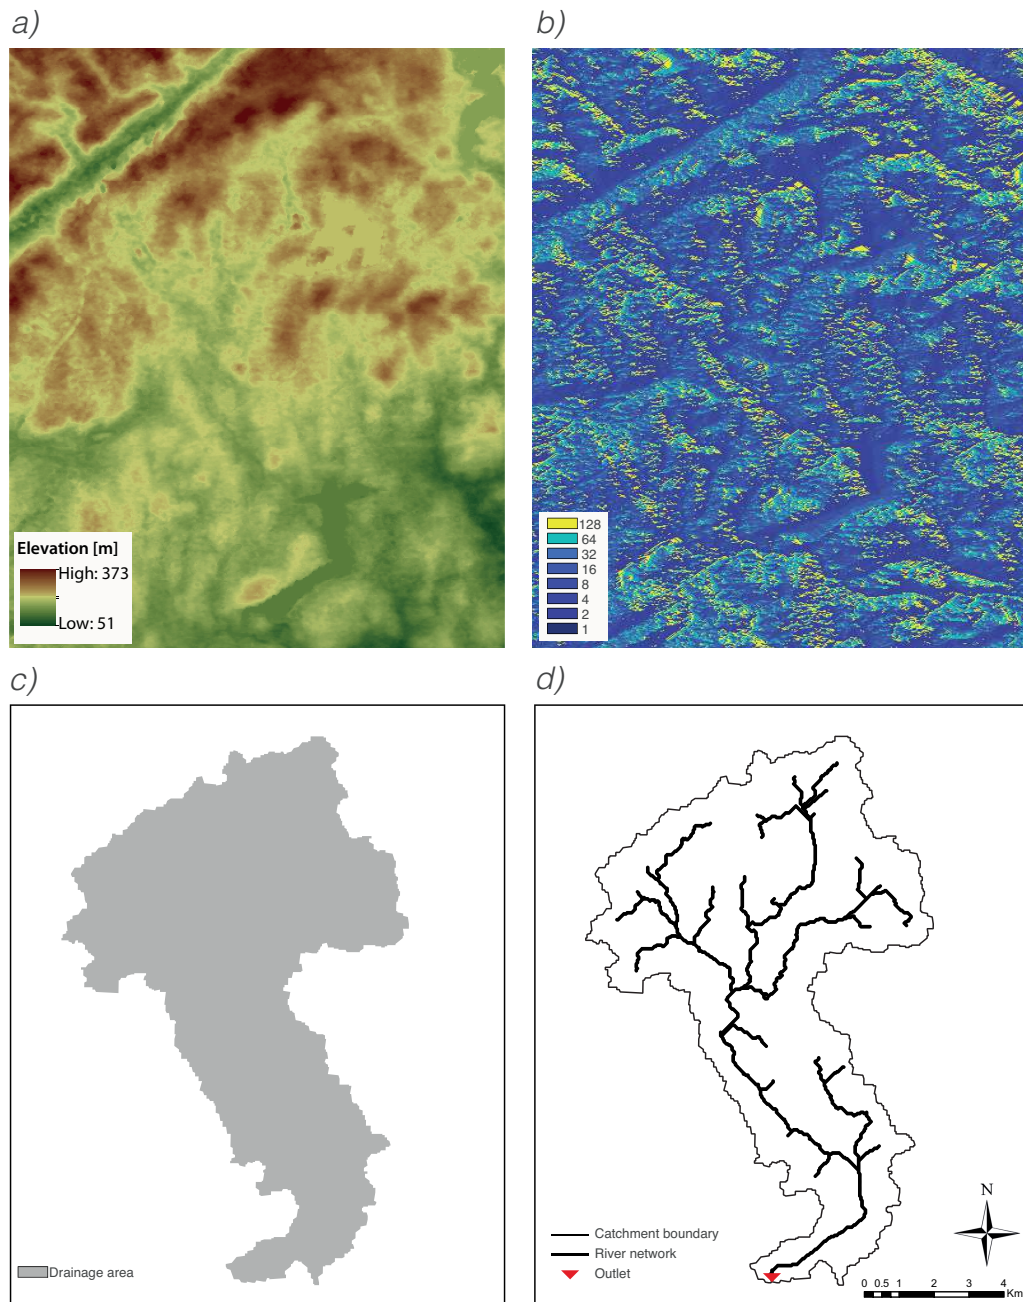 a)
b)
Elevation [m]
High: 373
Low: 51
128
64
32
16
8
4
2
1
c)
d)
Drainage area
Catchment boundary
River network
Outlet
N
0 0.5 1 2 3 4
Km